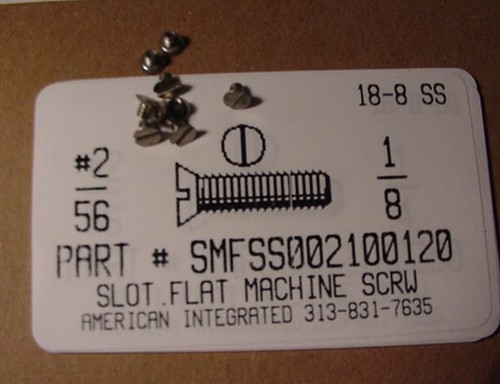 18-8 SS
#2
56
1
8
PART # SMFSS002100120
SLOT.FLAT MACHINE SCRW
AMERICAN INTEGRATED 313-831-7635